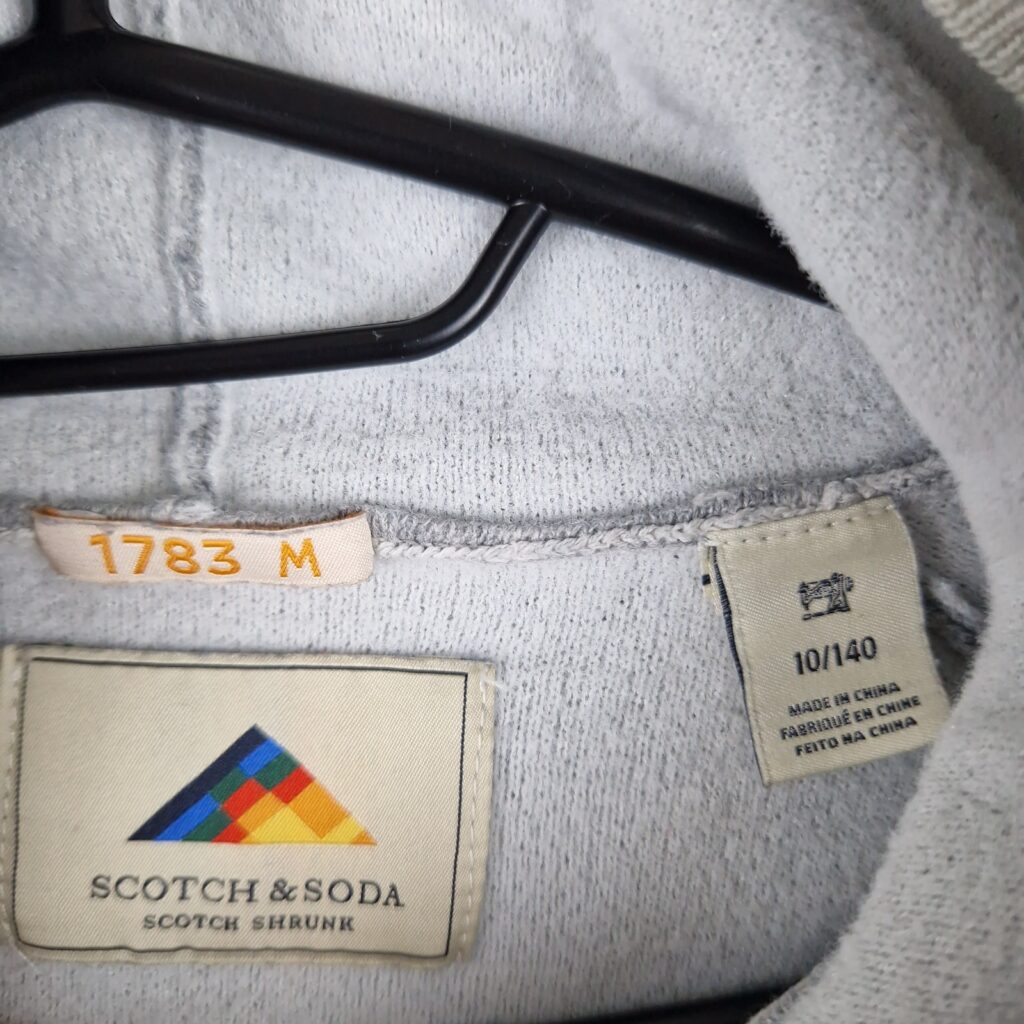 1783 M
10/140
MADE IN CHINA
FABRIQUÉ EN CHINE
FEITO NA CHINA
SCOTCH & SODA
SCOTCH SHRUNK